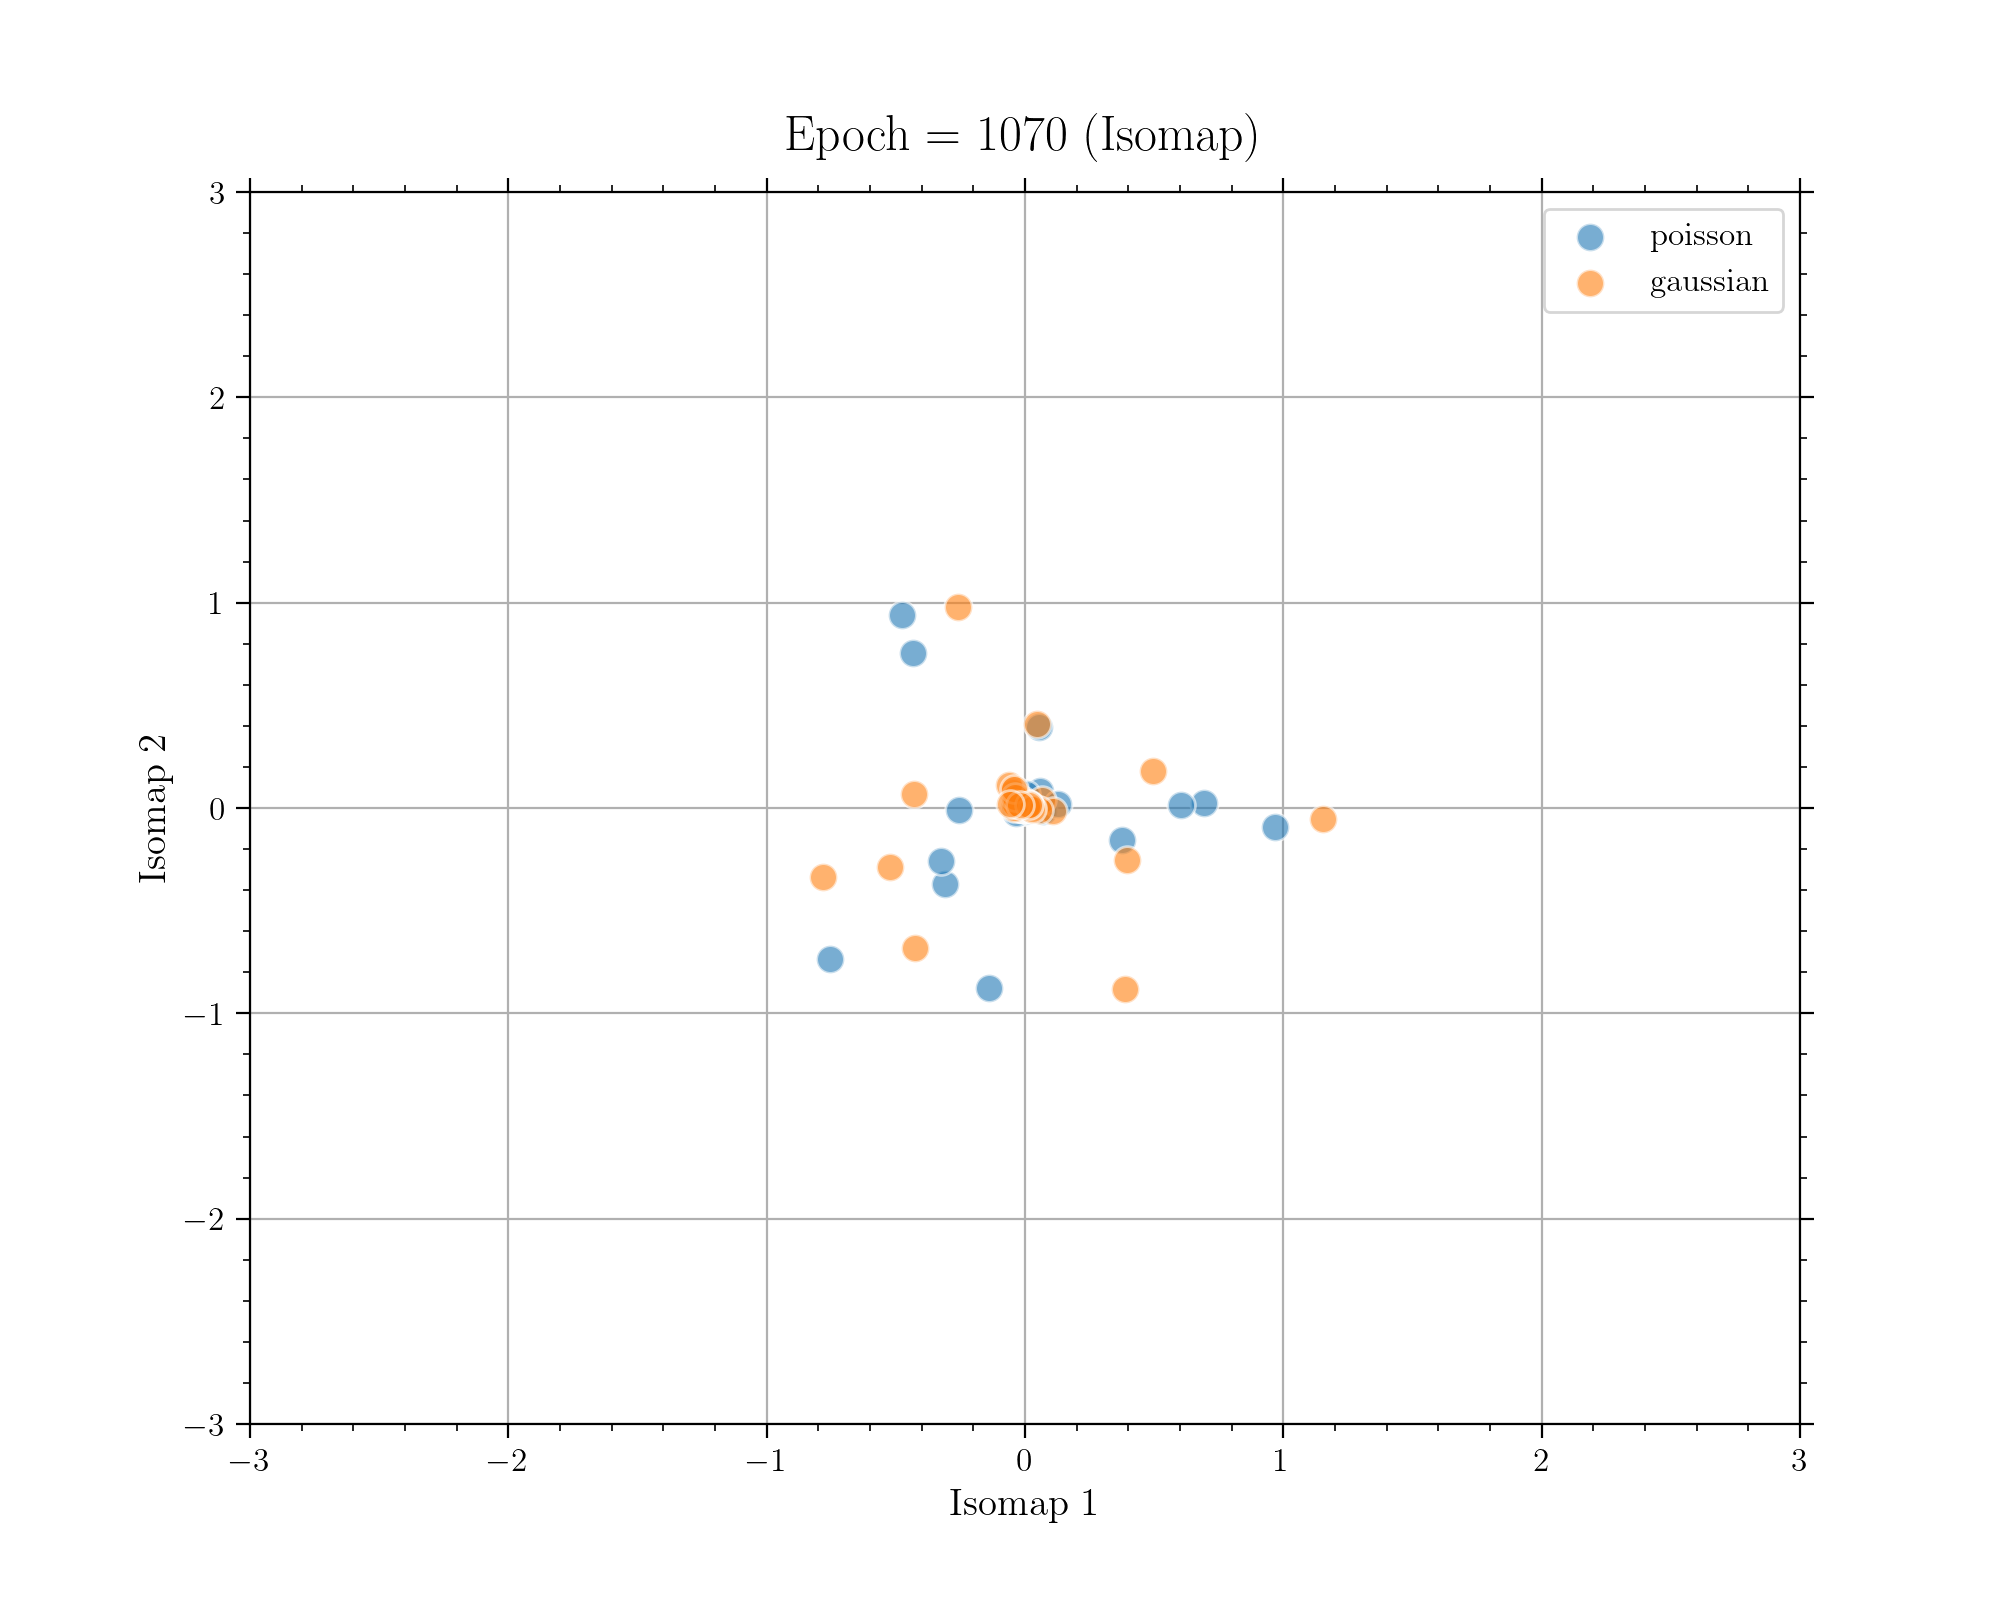 Epoch = 1070 (Isomap)
poisson
gaussian
3
2
1
0
−1
−2
−3
Isomap 2
−3 −2 −1 0 1 2 3
Isomap 1